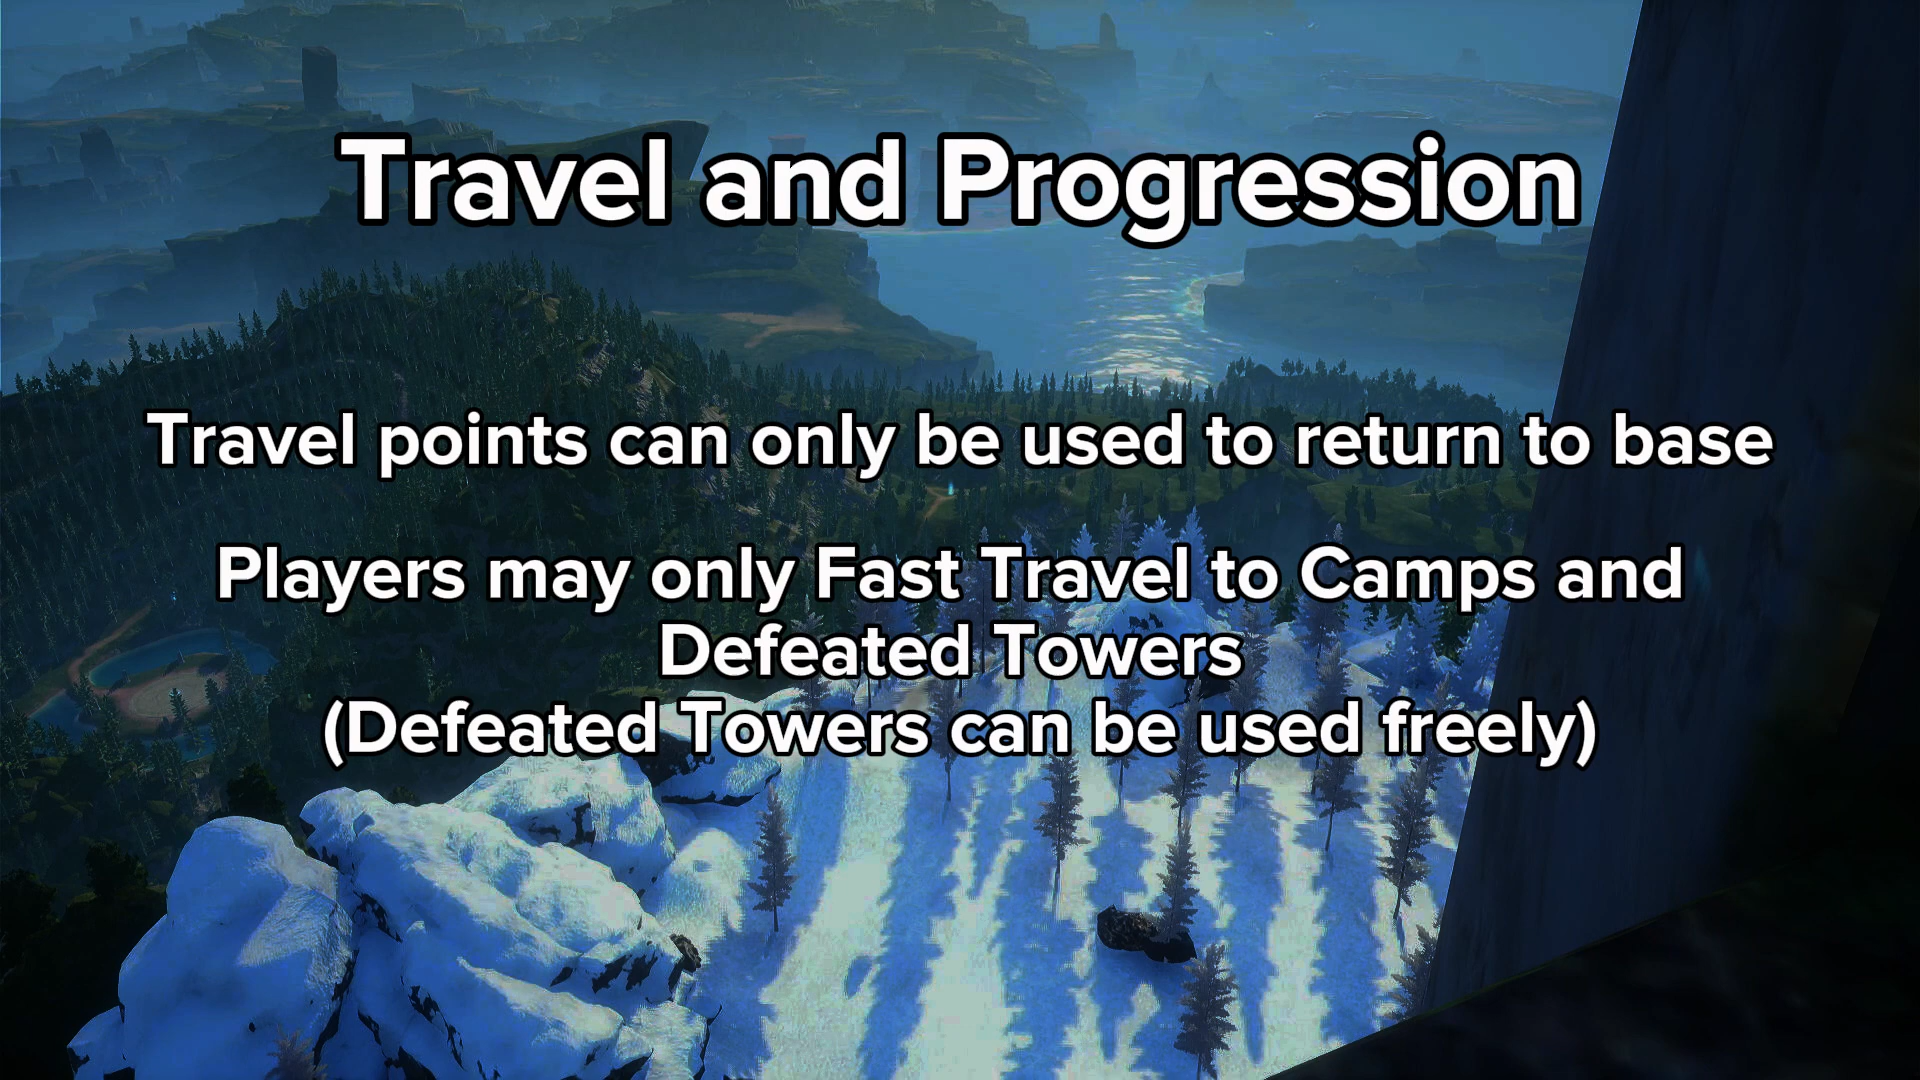 Travel and Progression
Travel points can only be used to return to base
Players may only Fast Travel to Camps and
Defeated Towers
(Defeated Towers can be used freely)